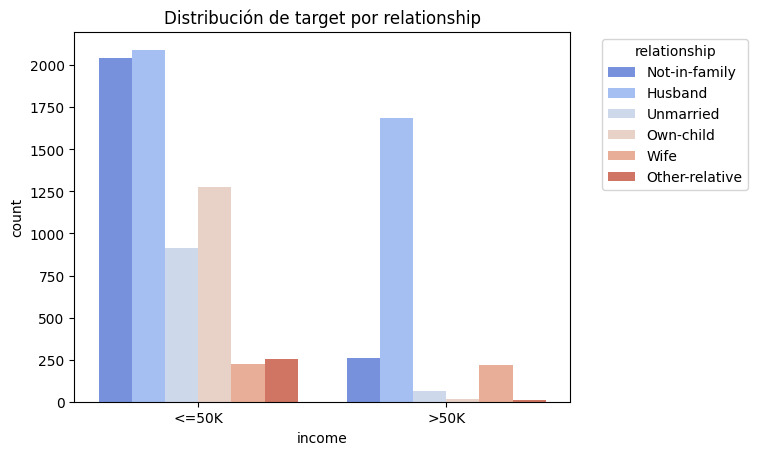 Distribución de target por relationship
relationship
Not-in-family
Husband
Unmarried
Own-child
Wife
Other-relative
count
2000
1750
1500
1250
1000
750
500
250
0
<=50K
>50K
income